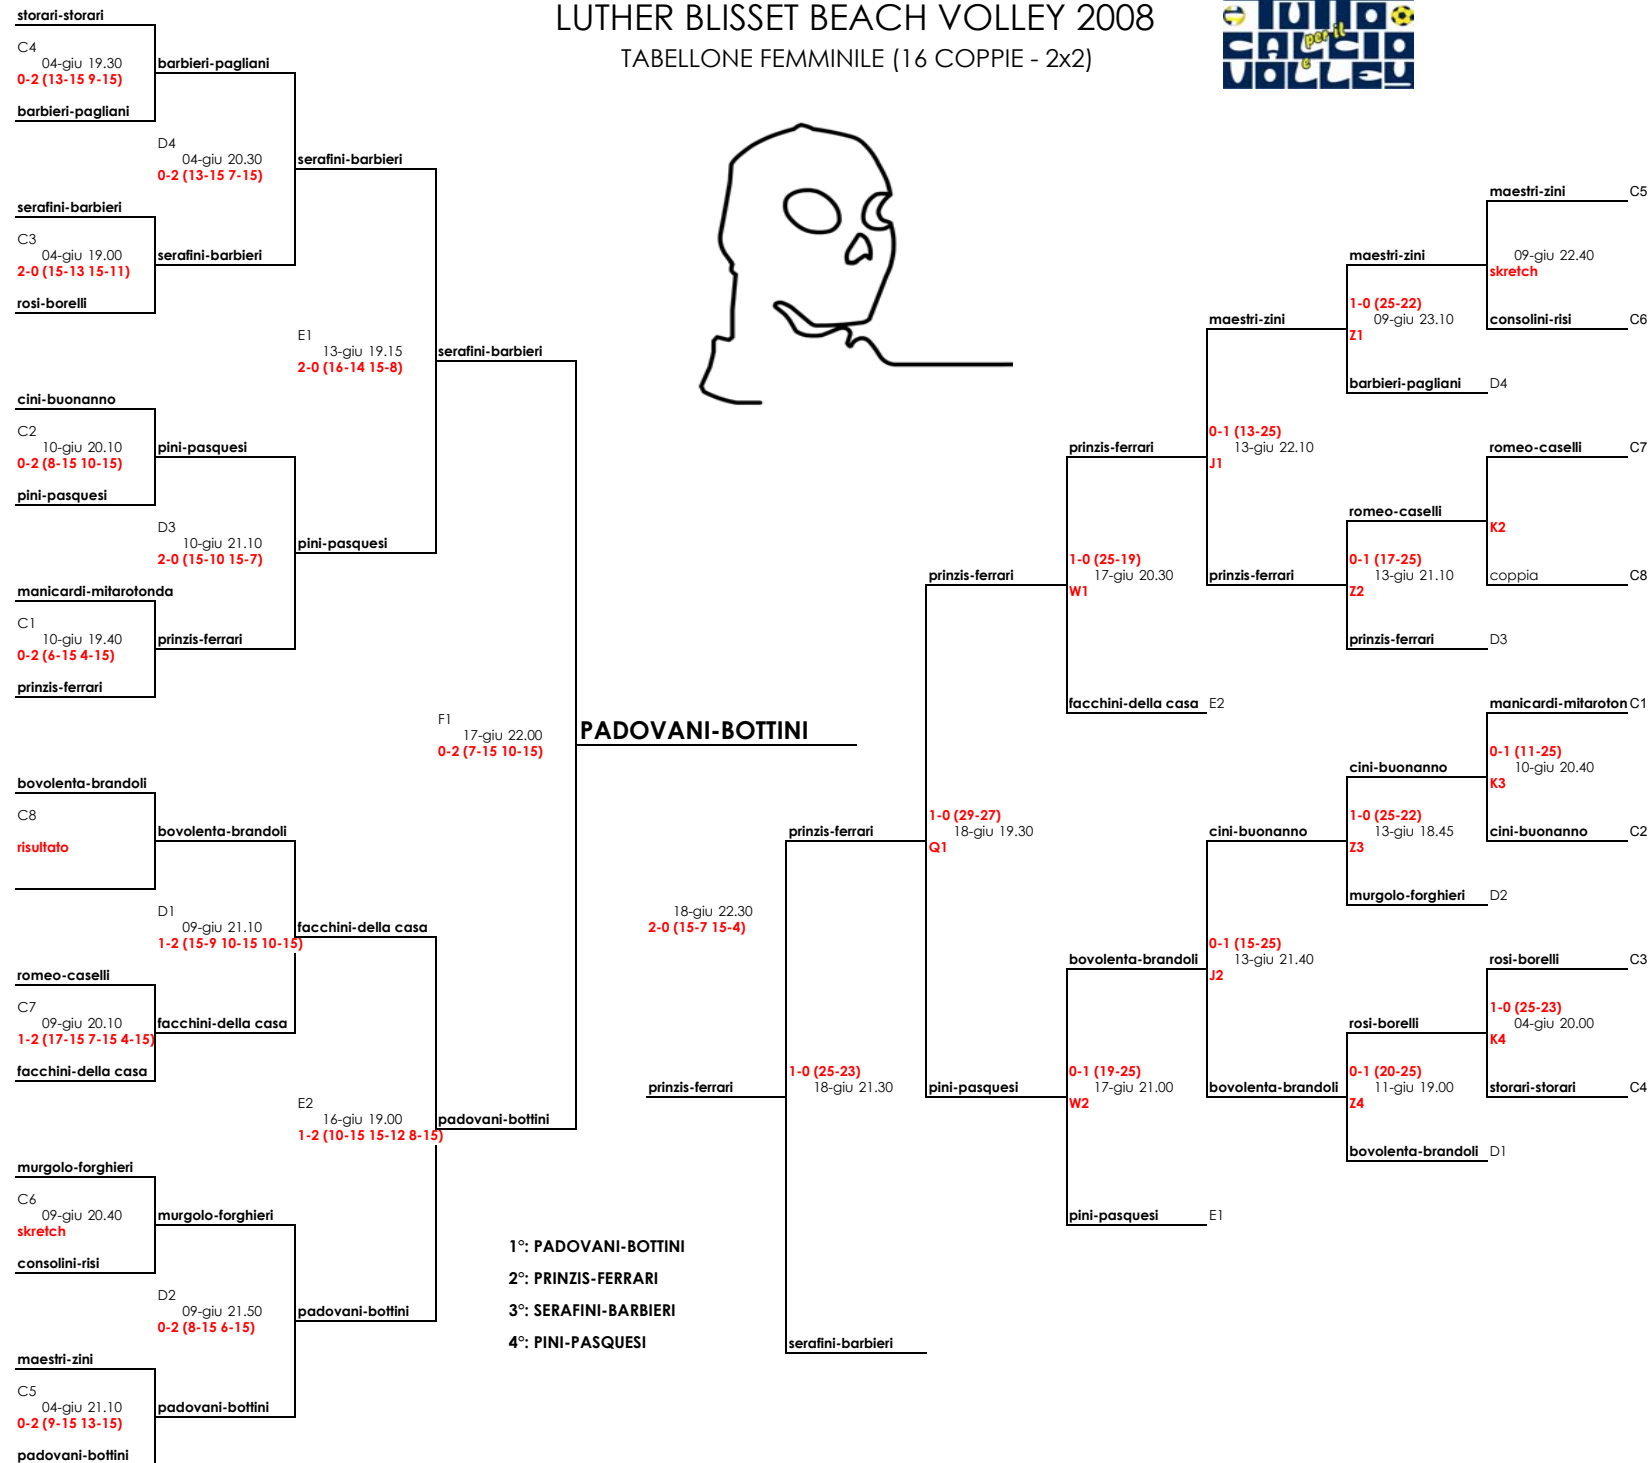 LUTHER BLISSET BEACH VOLLEY 2008
TABELLONE FEMMINILE (16 COPPIE - 2x2)
TUTTO
per il
CALCIO
e
VOLLEY
storari-storari
C4
04-giu 19.30
0-2 (13-15 9-15)
barbieri-pagliani
barbieri-pagliani
D4
04-giu 20.30
0-2 (13-15 7-15)
serafini-barbieri
serafini-barbieri
C3
04-giu 19.00
2-0 (15-13 15-11)
serafini-barbieri
rosi-borelli
E1
13-giu 19.15
2-0 (16-14 15-8)
serafini-barbieri
cini-buonanno
C2
10-giu 20.10
0-2 (8-15 10-15)
pini-pasquesi
pini-pasquesi
D3
10-giu 21.10
2-0 (15-10 15-7)
pini-pasquesi
manicardi-mitarotonda
C1
10-giu 19.40
0-2 (6-15 4-15)
prinzis-ferrari
prinzis-ferrari
F1
17-giu 22.00
0-2 (7-15 10-15)
PADOVANI-BOTTINI
bovolenta-brandoli
C8
risultato
bovolenta-brandoli
D1
09-giu 21.10
1-2 (15-9 10-15 10-15)
facchini-della casa
romeo-caselli
C7
09-giu 20.10
1-2 (17-15 7-15 4-15)
facchini-della casa
facchini-della casa
E2
16-giu 19.00
1-2 (10-15 15-12 8-15)
padovani-bottini
murgolo-forghieri
C6
09-giu 20.40
skretch
murgolo-forghieri
consolini-risi
D2
09-giu 21.50
0-2 (8-15 6-15)
padovani-bottini
maestri-zini
C5
04-giu 21.10
0-2 (9-15 13-15)
padovani-bottini
padovani-bottini
1°: PADOVANI-BOTTINI
2°: PRINZIS-FERRARI
3°: SERAFINI-BARBIERI
4°: PINI-PASQUESI
18-giu 22.30
2-0 (15-7 15-4)
prinzis-ferrari
prinzis-ferrari
1-0 (25-23)
18-giu 21.30
serafini-barbieri
prinzis-ferrari
1-0 (29-27)
18-giu 19.30
Q1
pini-pasquesi
prinzis-ferrari
1-0 (25-19)
17-giu 20.30
W1
facchini-della casa E2
bovolenta-brandoli
0-1 (19-25)
17-giu 21.00
W2
pini-pasquesi E1
maestri-zini
0-1 (13-25)
13-giu 22.10
J1
prinzis-ferrari
cini-buonanno
0-1 (15-25)
13-giu 21.40
J2
bovolenta-brandoli
maestri-zini
1-0 (25-22)
09-giu 23.10
Z1
barbieri-pagliani D4
romeo-caselli
0-1 (17-25)
13-giu 21.10
Z2
prinzis-ferrari D3
cini-buonanno
1-0 (25-22)
13-giu 18.45
Z3
murgolo-forghieri D2
rosi-borelli
0-1 (20-25)
11-giu 19.00
Z4
bovolenta-brandoli D1
maestri-zini C5
09-giu 22.40
skretch
consolini-risi C6
romeo-caselli C7
K2
coppia C8
manicardi-mitaroton C1
0-1 (11-25)
10-giu 20.40
K3
cini-buonanno C2
rosi-borelli C3
1-0 (25-23)
04-giu 20.00
K4
storari-storari C4